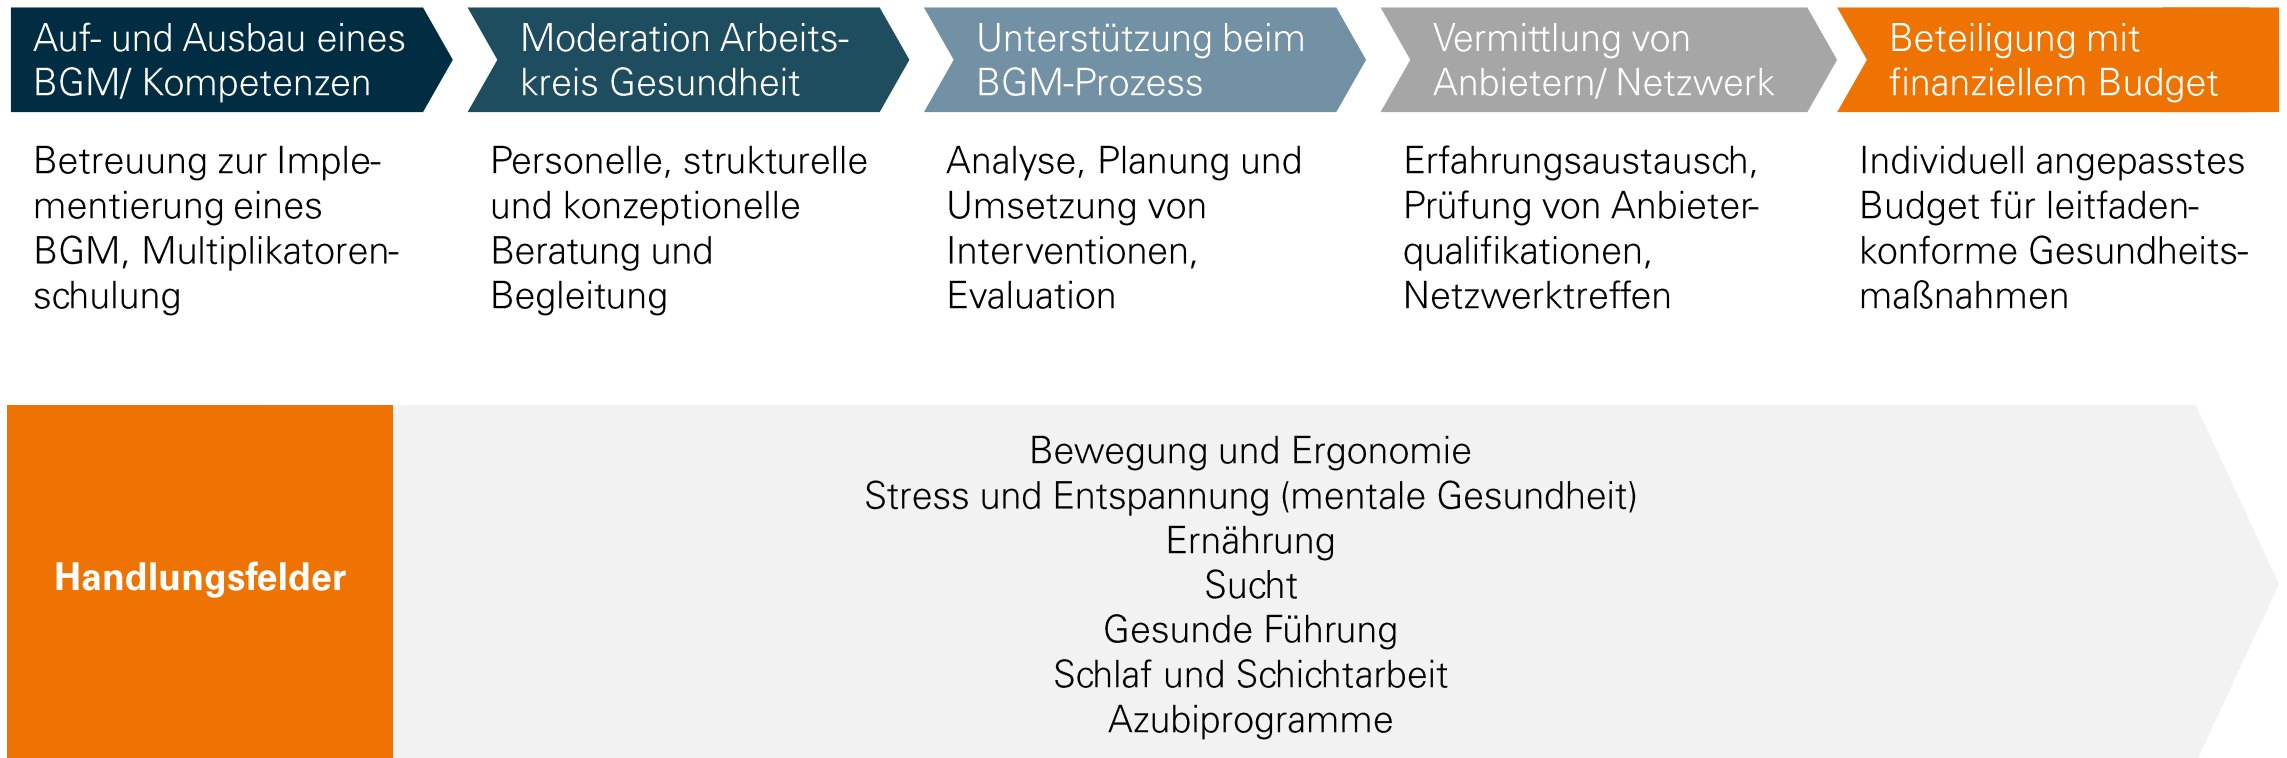 Auf- und Ausbau eines
BGM/ Kompetenzen
Moderation Arbeits-
kreis Gesundheit
Unterstützung beim
BGM-Prozess
Vermittlung von
Anbietern/ Netzwerk
Beteiligung mit
finanziellem Budget
Betreuung zur Imple-
mentierung eines
BGM, Multiplikatoren-
schulung
Personelle, strukturelle
und konzeptionelle
Beratung und
Begleitung
Analyse, Planung und
Umsetzung von
Interventionen,
Evaluation
Erfahrungsaustausch,
Prüfung von Anbieter-
qualifikationen,
Netzwerktreffen
Individuell angepasstes
Budget für leitfaden-
konforme Gesundheits-
maßnahmen
Handlungsfelder
Bewegung und Ergonomie
Stress und Entspannung (mentale Gesundheit)
Ernährung
Sucht
Gesunde Führung
Schlaf und Schichtarbeit
Azubiprogramme